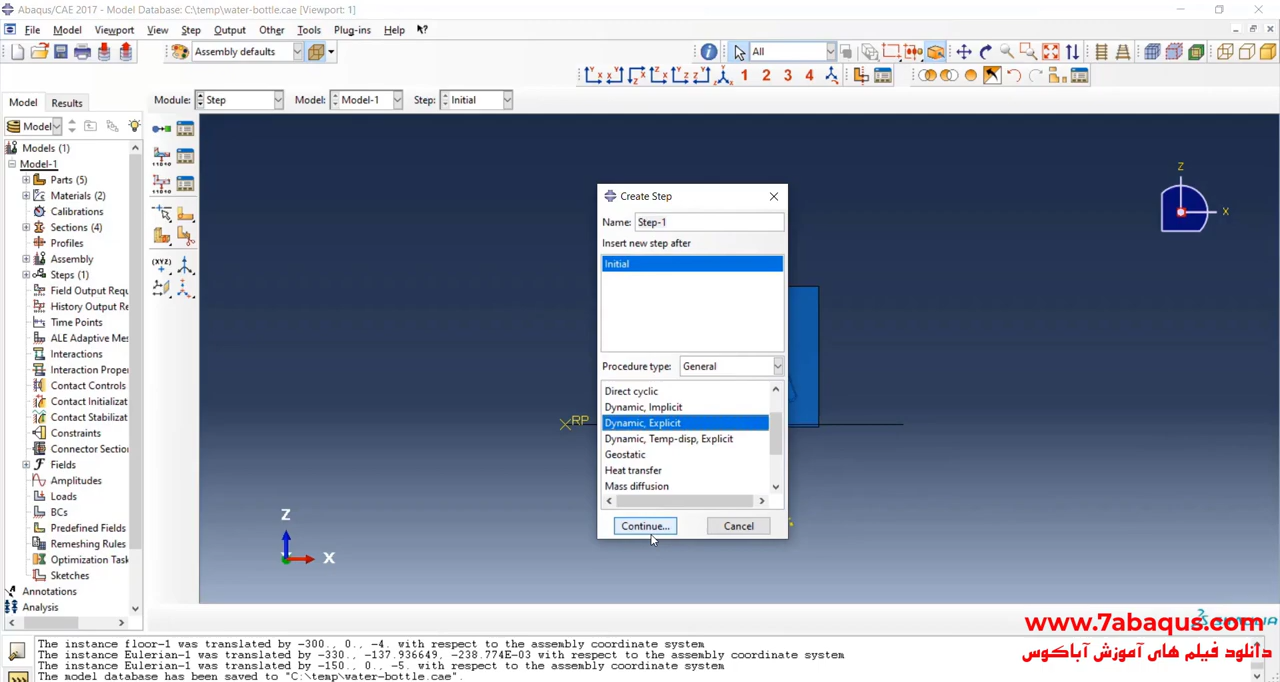 Abaqus/CAE 2017 - Model Database: C:\temp\water-bottle.cae [Viewport: 1]
File Model Viewport View Step Output Other Tools Plug-ins Help
Assembly defaults All
1 2 3 4
Model Results Module: Step Model: Model-1 Step: Initial
Model
Models (1)
Model-1
Parts (5)
Materials (2)
Calibrations
Sections (4)
Profiles
Assembly
Steps (1)
Field Output Requ
History Output Re
Time Points
ALE Adaptive Mes
Interactions
Interaction Proper
Contact Controls
Contact Initializat
Contact Stabilizat
Constraints
Connector Section
Fields
Amplitudes
Loads
BCs
Predefined Fields
Remeshing Rules
Optimization Task
Sketches
Annotations
Analysis
Create Step
Name: Step-1
Insert new step after
Initial
Procedure type: General
Direct cyclic
Dynamic, Implicit
Dynamic, Explicit
Dynamic, Temp-disp, Explicit
Geostatic
Heat transfer
Mass diffusion
Continue... Cancel
RP
Z
X
Z
X
www.7abaqus.com
دانلود فیلم های آموزش آباکوس
The instance floor-1 was translated by -300., 0., -4. with respect to the assembly coordinate system
The instance Eulerian-1 was translated by -330., -137.936649, -238.774E-03 with respect to the assembly coordinate system
The instance Eulerian-1 was translated by -150., 0., -5. with respect to the assembly coordinate system
The model database has been saved to "C:\temp\water-bottle.cae".